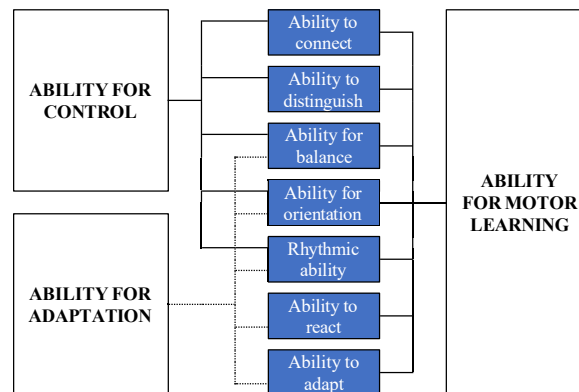 ABILITY FOR
CONTROL
ABILITY FOR
ADAPTATION
Ability to
connect
Ability to
distinguish
Ability for
balance
Ability for
orientation
Rhythmic
ability
Ability to
react
Ability to
adapt
ABILITY
FOR MOTOR
LEARNING